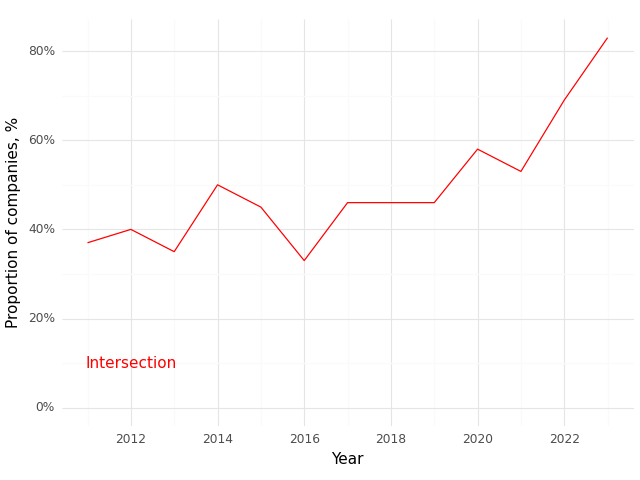 Proportion of companies, %
80%
60%
40%
20%
0%
Intersection
2012 2014 2016 2018 2020 2022
Year